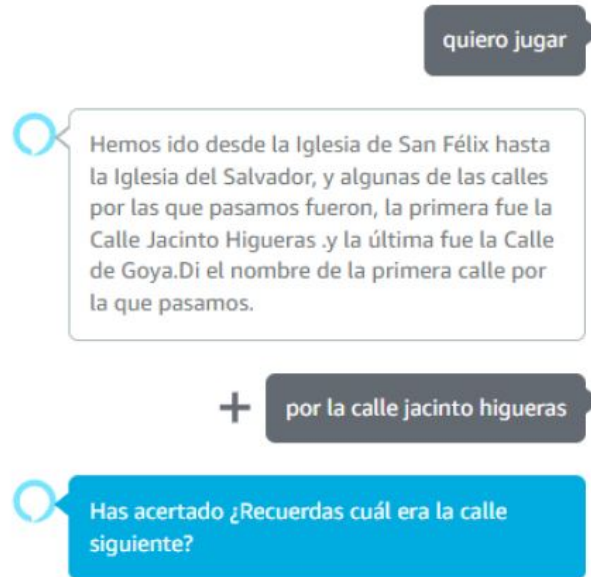 quiero jugar
Hemos ido desde la Iglesia de San Félix hasta
la Iglesia del Salvador, y algunas de las calles
por las que pasamos fueron, la primera fue la
Calle Jacinto Higueras .y la última fue la Calle
de Goya.Di el nombre de la primera calle por
la que pasamos.
por la calle jacinto higueras
Has acertado ¿Recuerdas cuál era la calle
siguiente?